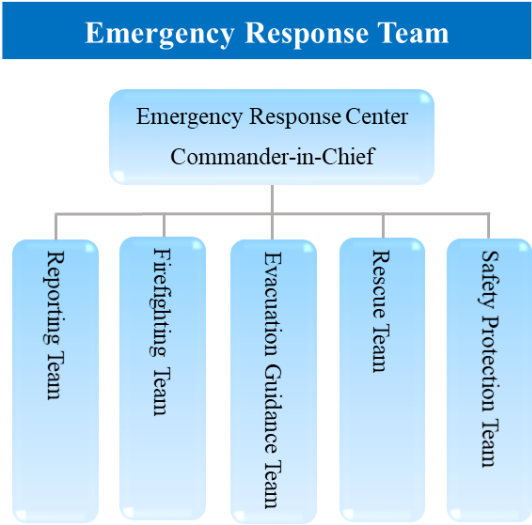 Emergency Response Team
Emergency Response Center
Commander-in-Chief
Reporting Team
Firefighting Team
Evacuation Guidance Team
Rescue Team
Safety Protection Team